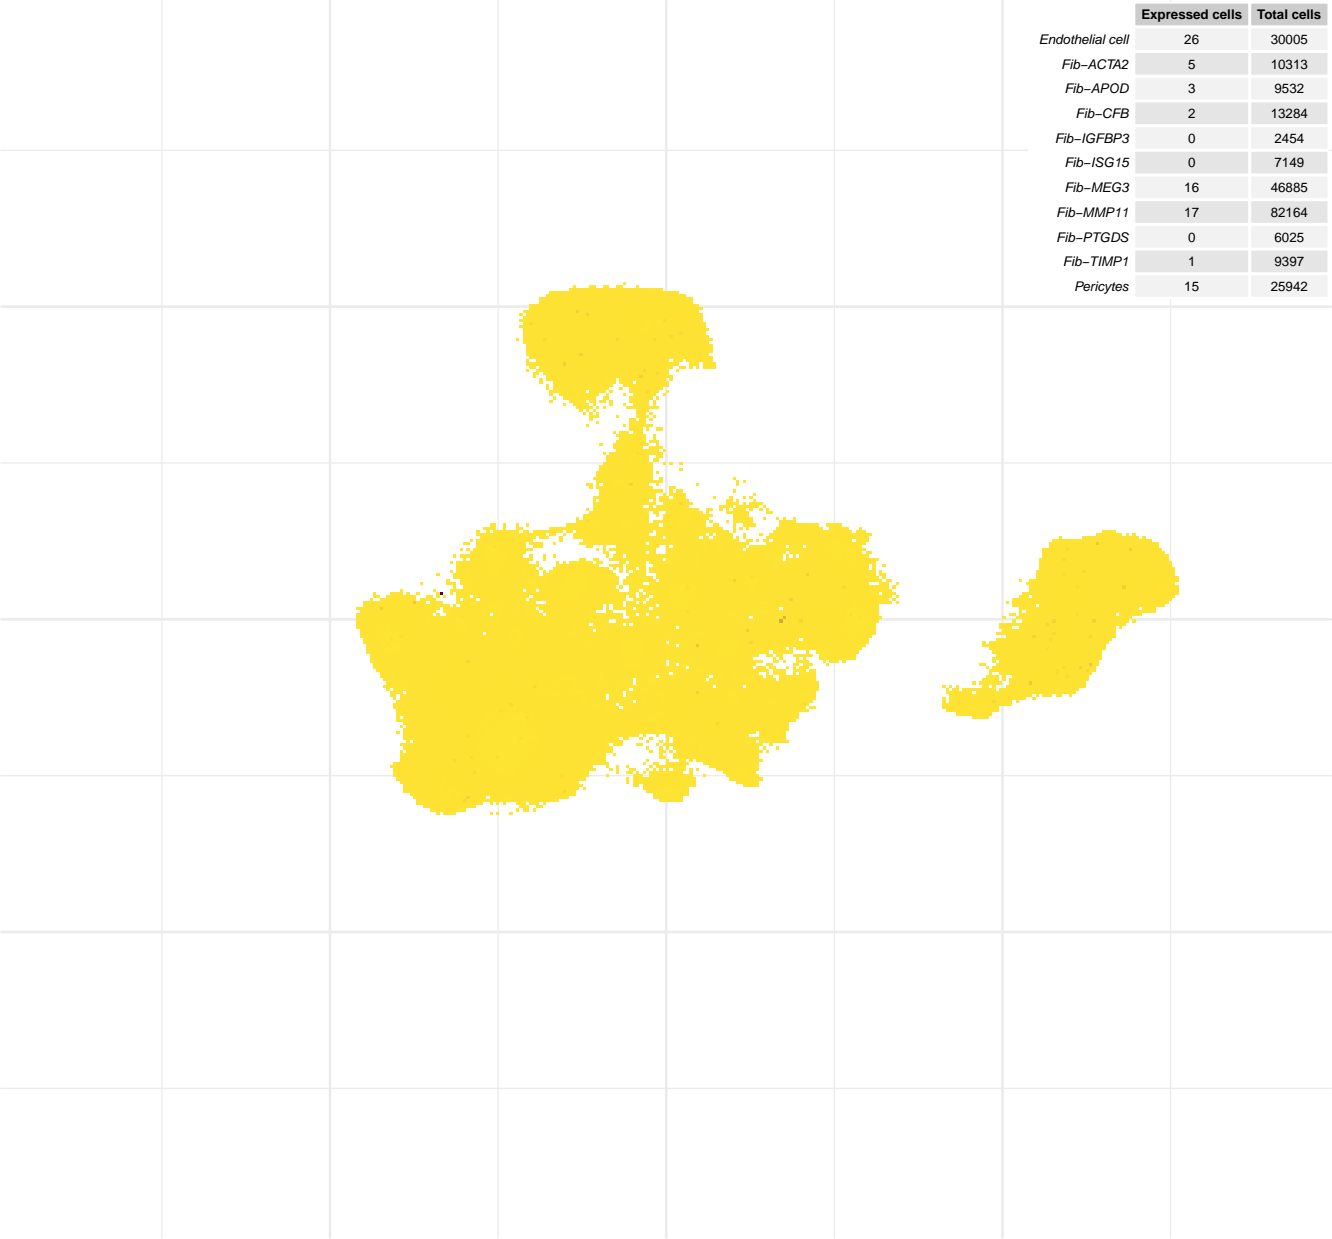 Expressed cells Total cells
Endothelial cell 26 30005
Fib−ACTA2 5 10313
Fib−APOD 3 9532
Fib−CFB 2 13284
Fib−IGFBP3 0 2454
Fib−ISG15 0 7149
Fib−MEG3 16 46885
Fib−MMP11 17 82164
Fib−PTGDS 0 6025
Fib−TIMP1 1 9397
Pericytes 15 25942